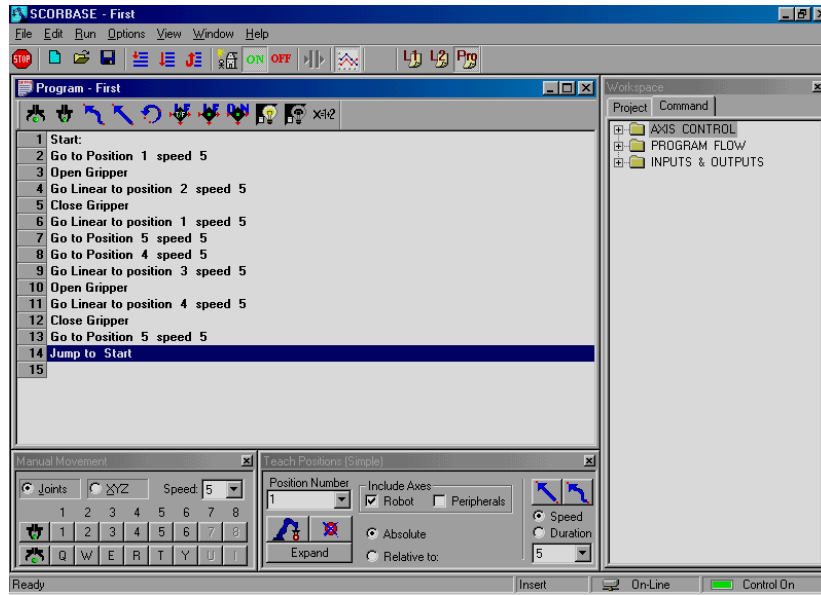 SCORBASE - First
File Edit Run Options View Window Help
STOP ON OFF Prg
Program - First
X=1+2
1 Start:
2 Go to Position 1 speed 5
3 Open Gripper
4 Go Linear to position 2 speed 5
5 Close Gripper
6 Go Linear to position 1 speed 5
7 Go to Position 5 speed 5
8 Go to Position 4 speed 5
9 Go Linear to position 3 speed 5
10 Open Gripper
11 Go Linear to position 4 speed 5
12 Close Gripper
13 Go to Position 5 speed 5
14 Jump to Start
15
Workspace
Project Command
AXIS CONTROL
PROGRAM FLOW
INPUTS & OUTPUTS
Manual Movement
Joints XYZ Speed: 5
1 2 3 4 5 6 7 8
1 2 3 4 5 6 7 8
Q W E R T Y U I
Teach Positions (Simple)
Position Number
1
Expand
Include Axes
Robot Peripherals
Absolute
Relative to:
Speed
Duration
5
Ready Insert On-Line Control On